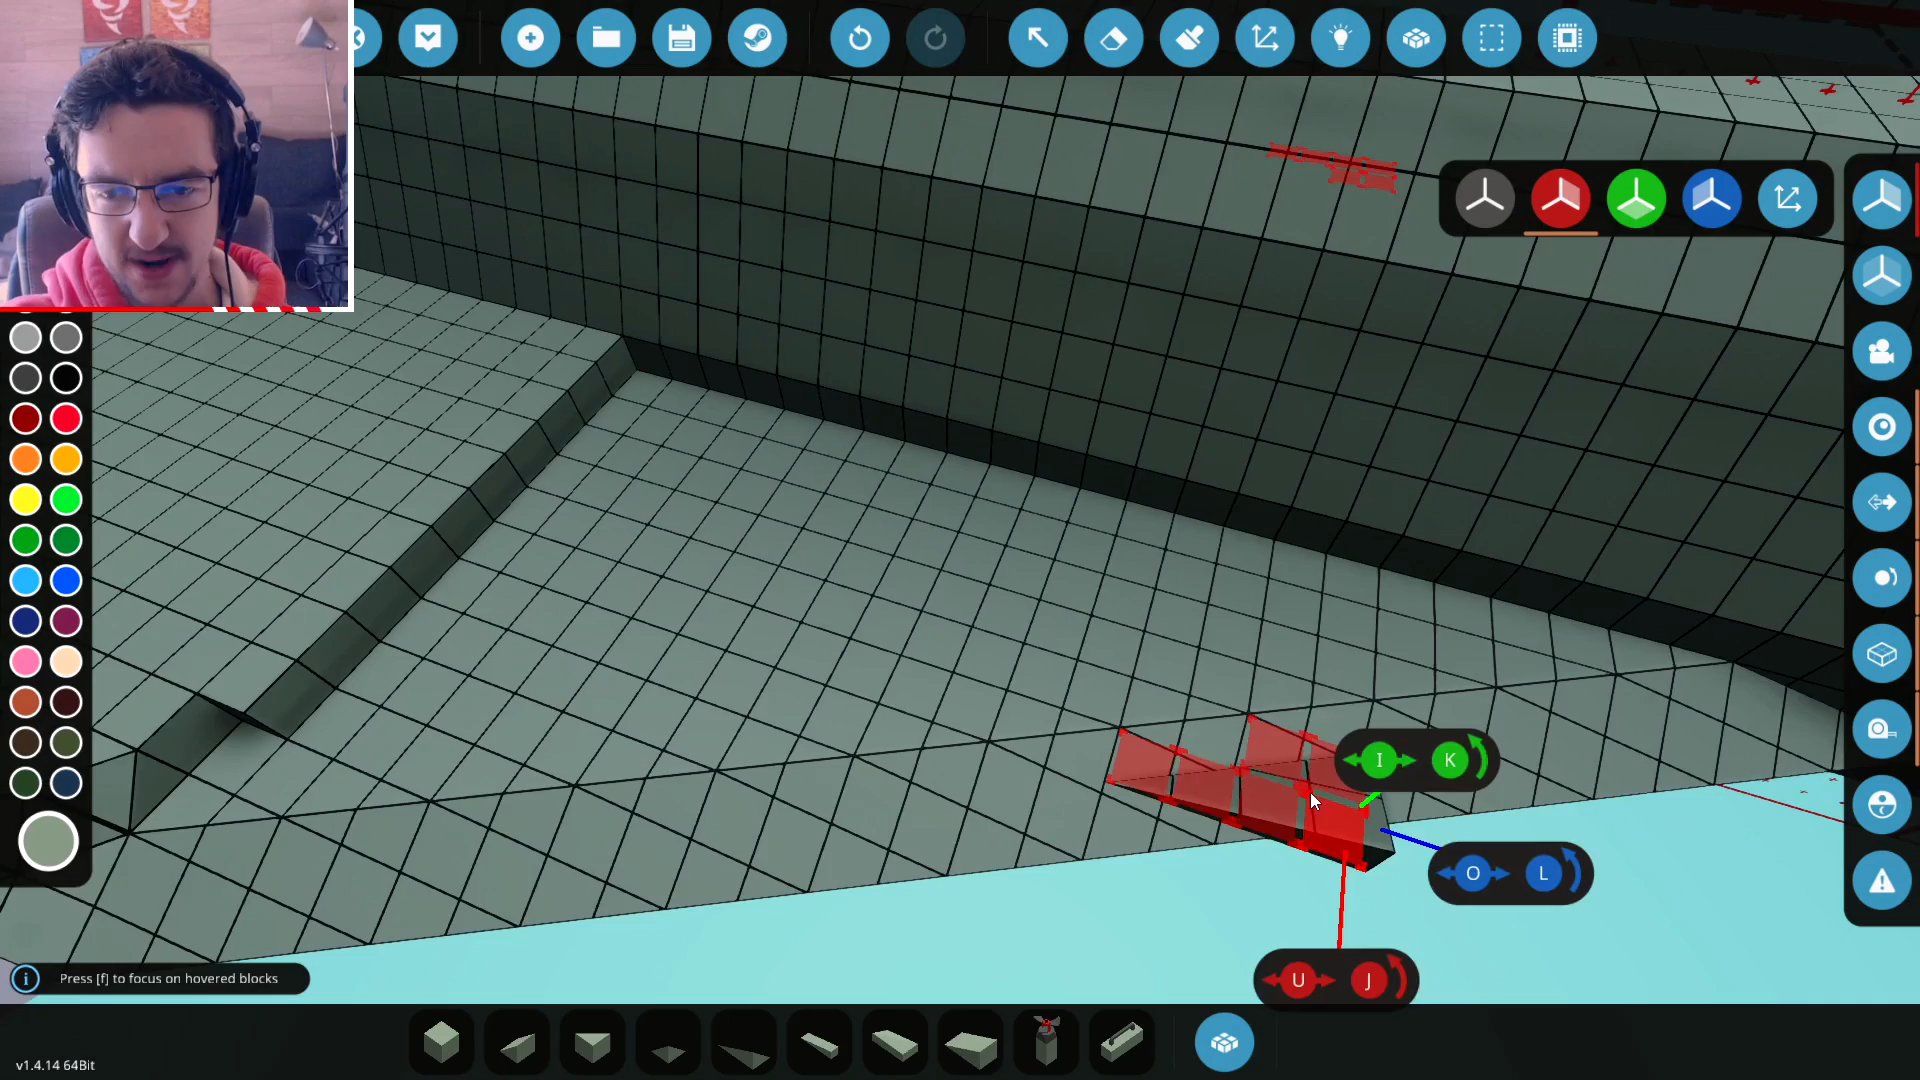 I K
O L
U J
Press [f] to focus on hovered blocks
v1.4.14 64Bit